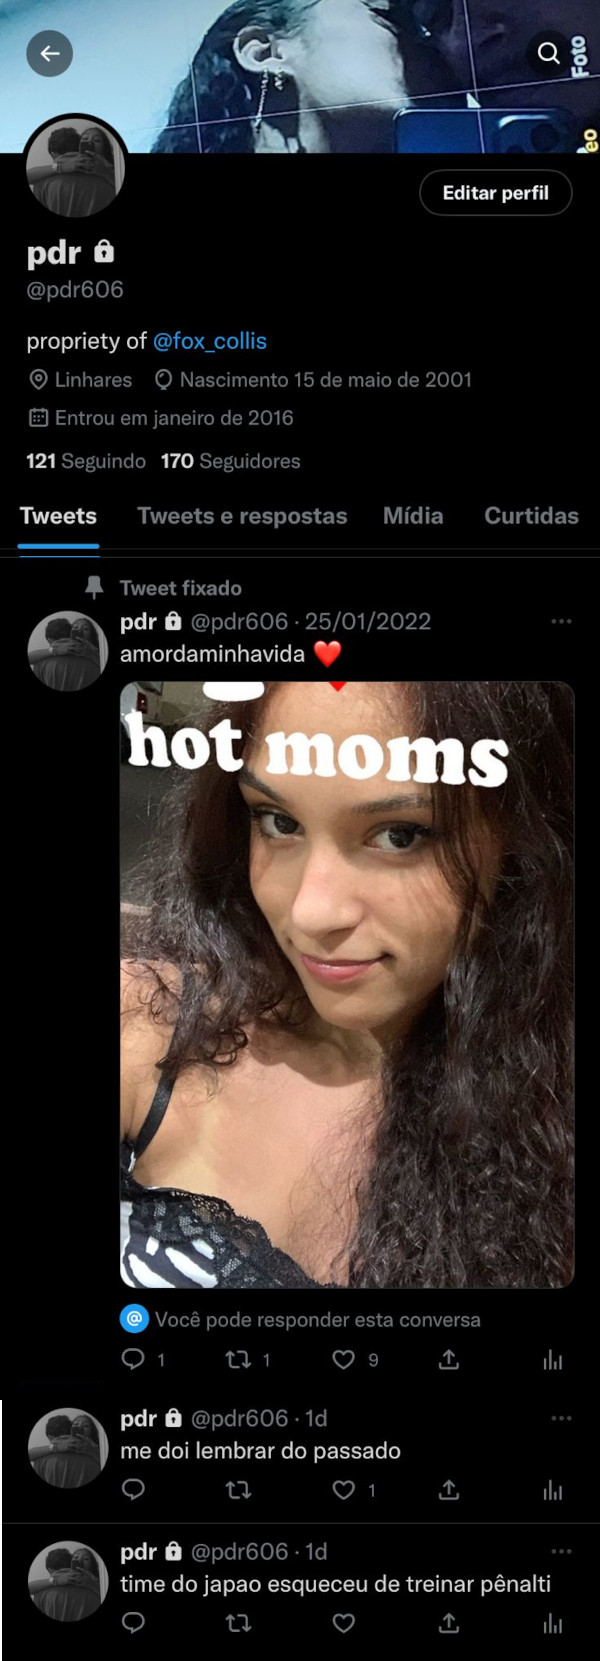 Foto
eo
Editar perfil
pdr
@pdr606
propriety of @fox_collis
Linhares Nascimento 15 de maio de 2001
Entrou em janeiro de 2016
121 Seguindo 170 Seguidores
Tweets Tweets e respostas Mídia Curtidas
Tweet fixado
pdr @pdr606 · 25/01/2022 ...
amordaminhavida ❤️
hot moms
@ Você pode responder esta conversa
1 1 9
pdr @pdr606 · 1d ...
me doi lembrar do passado
1
pdr @pdr606 · 1d ...
time do japao esqueceu de treinar pênalti